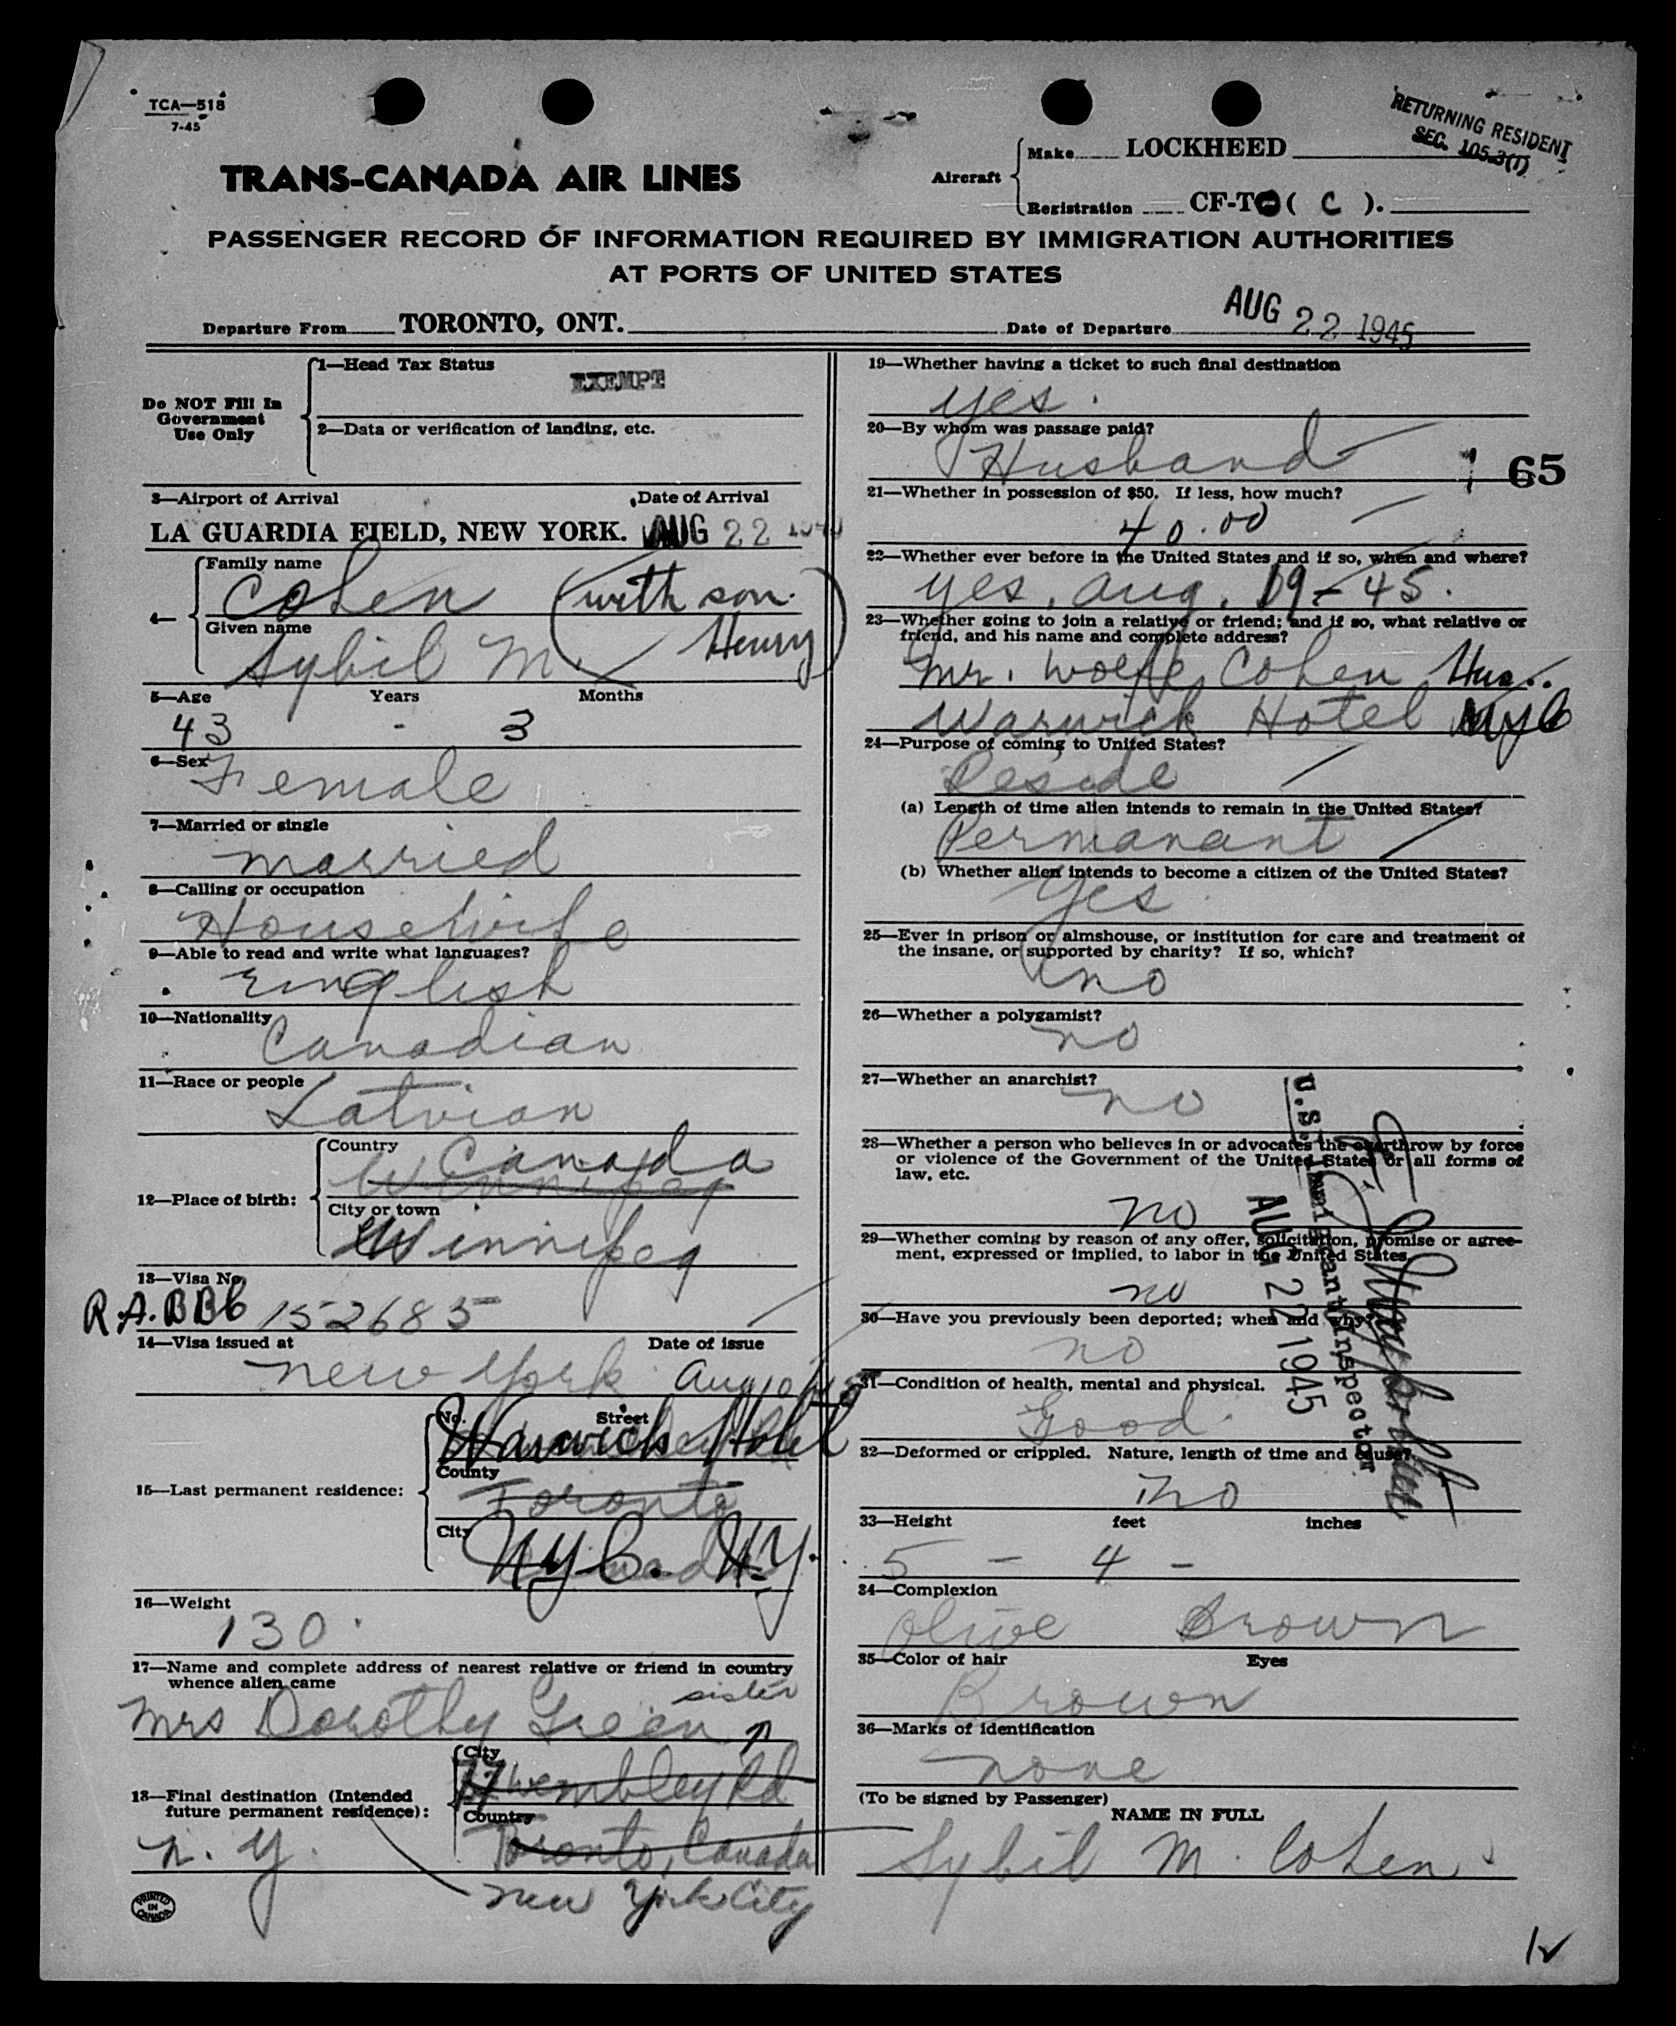 TCA—518
7-45
RETURNING RESIDENT
SEC. 105.3(1)
TRANS-CANADA AIR LINES
Aircraft
Make LOCKHEED
Registration CF-T ( C ).
PASSENGER RECORD OF INFORMATION REQUIRED BY IMMIGRATION AUTHORITIES
AT PORTS OF UNITED STATES
Departure From TORONTO, ONT. Date of Departure AUG 22 1945
Do NOT Fill In
Government
Use Only
1—Head Tax Status
EXEMPT
2—Data or verification of landing, etc.
3—Airport of Arrival Date of Arrival
LA GUARDIA FIELD, NEW YORK. AUG 22
4—
Family name
Cohen (with son
Given name
Sybil M. Henry)
5—Age Years Months
43 - 3
6—Sex
Female
7—Married or single
married
8—Calling or occupation
Housewife
9—Able to read and write what languages?
English
10—Nationality
Canadian
11—Race or people
Latvian
12—Place of birth:
Country
Canada
Winnipeg
City or town
Winnipeg
13—Visa No.
R.A. 152685
14—Visa issued at Date of issue
New York Aug
15—Last permanent residence:
No. Street
Warwick Hotel
County
Toronto
City
NYC. N.Y.
16—Weight
130
17—Name and complete address of nearest relative or friend in country
whence alien came
sister
Mrs Dorothy Green
18—Final destination (Intended
future permanent residence):
N. Y.
City
17 Wembley Rd
Country
Toronto, Canada
New York City
PRINTED
IN
CANADA
19—Whether having a ticket to such final destination
yes.
20—By whom was passage paid?
Husband
65
21—Whether in possession of $50. If less, how much?
40.00
22—Whether ever before in the United States and if so, when and where?
yes, Aug. 19-45.
23—Whether going to join a relative or friend; and if so, what relative or
friend, and his name and complete address?
Mr. Wolfe Cohen Hus.
Warwick Hotel NYC
24—Purpose of coming to United States?
Reside
(a) Length of time alien intends to remain in the United States?
Permanant
(b) Whether alien intends to become a citizen of the United States?
Yes
25—Ever in prison or almshouse, or institution for care and treatment of
the insane, or supported by charity? If so, which?
no
26—Whether a polygamist?
no
27—Whether an anarchist?
no
28—Whether a person who believes in or advocates the overthrow by force
or violence of the Government of the United States or all forms of
law, etc.
no
29—Whether coming by reason of any offer, solicitation, promise or agree-
ment, expressed or implied, to labor in the United States.
no
30—Have you previously been deported; when and why?
no
31—Condition of health, mental and physical.
Good
32—Deformed or crippled. Nature, length of time and cause?
no
33—Height feet inches
5 - 4 -
34—Complexion
Olive Brown
35—Color of hair Eyes
Brown
36—Marks of identification
none
(To be signed by Passenger)
NAME IN FULL
Sybil M. Cohen
U.S. Immigrant Inspector
AUG 22 1945